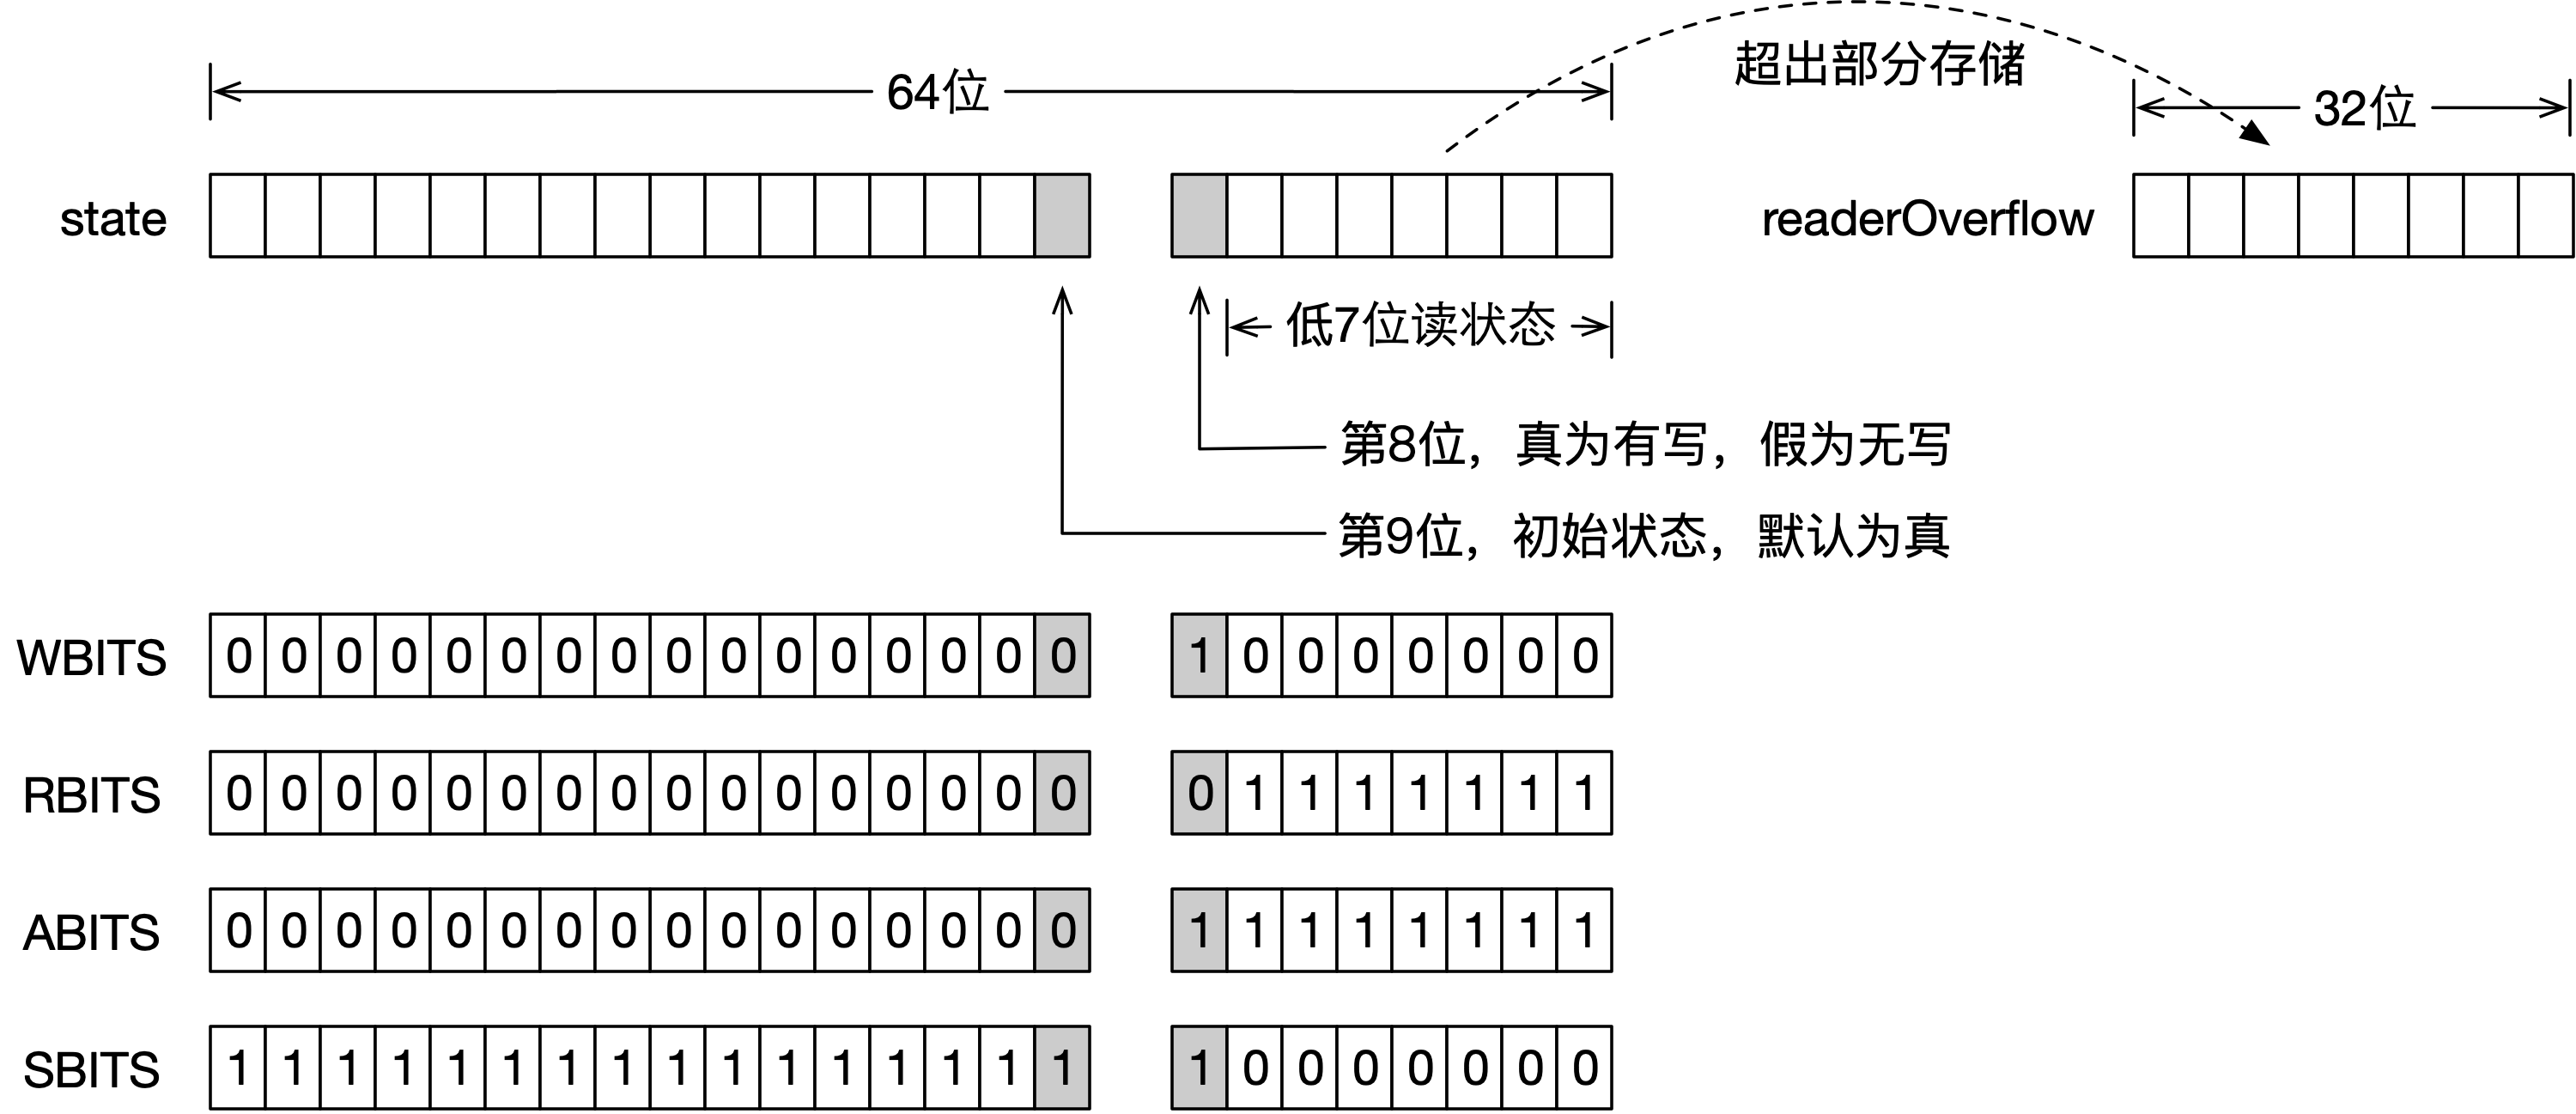 超出部分存储
64位
32位
state
readerOverflow
低7位读状态
第8位，真为有写，假为无写
第9位，初始状态，默认为真
WBITS 0 0 0 0 0 0 0 0 0 0 0 0 0 0 0 0 1 0 0 0 0 0 0 0
RBITS 0 0 0 0 0 0 0 0 0 0 0 0 0 0 0 0 0 1 1 1 1 1 1 1
ABITS 0 0 0 0 0 0 0 0 0 0 0 0 0 0 0 0 1 1 1 1 1 1 1 1
SBITS 1 1 1 1 1 1 1 1 1 1 1 1 1 1 1 1 1 0 0 0 0 0 0 0